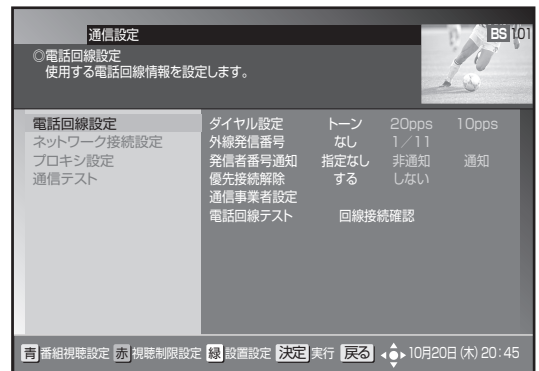 通信設定
BS 101
◎電話回線設定
使用する電話回線情報を設定します。
電話回線設定
ネットワーク接続設定
プロキシ設定
通信テスト
ダイヤル設定 トーン 20pps 10pps
外線発信番号 なし 1／11
発信者番号通知 指定なし 非通知 通知
優先接続解除 する しない
通信事業者設定
電話回線テスト 回線接続確認
青 番組視聴設定 赤 視聴制限設定 緑 設置設定 決定 実行 戻る 10月20日(木) 20:45